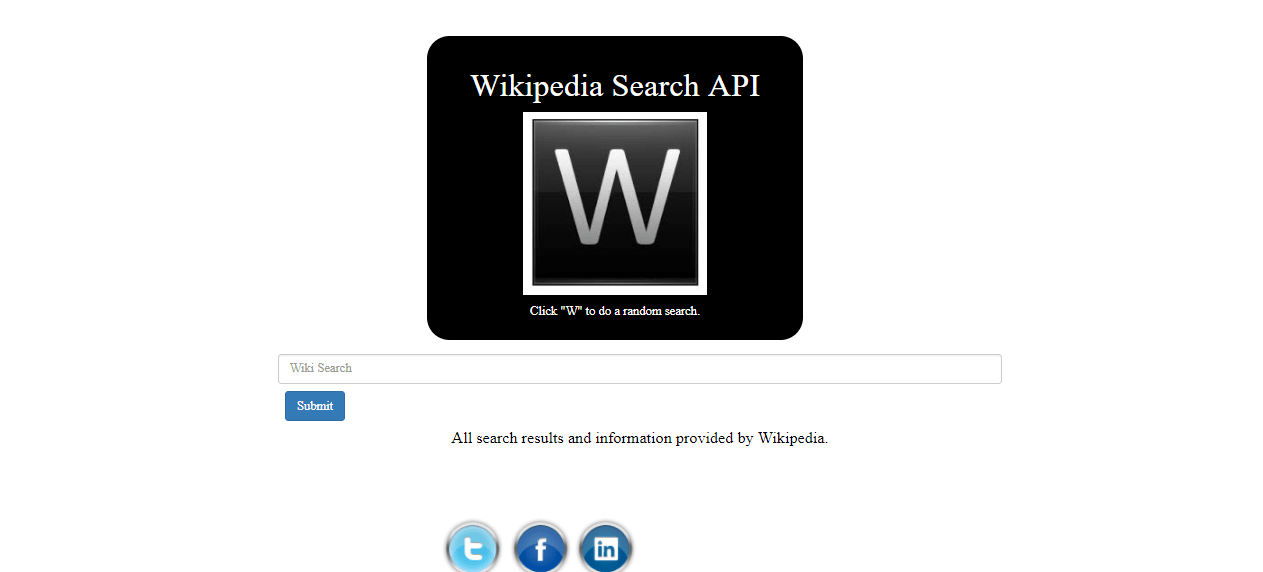 Wikipedia Search API
W
Click "W" to do a random search.
Wiki Search
Submit
All search results and information provided by Wikipedia.
t f in